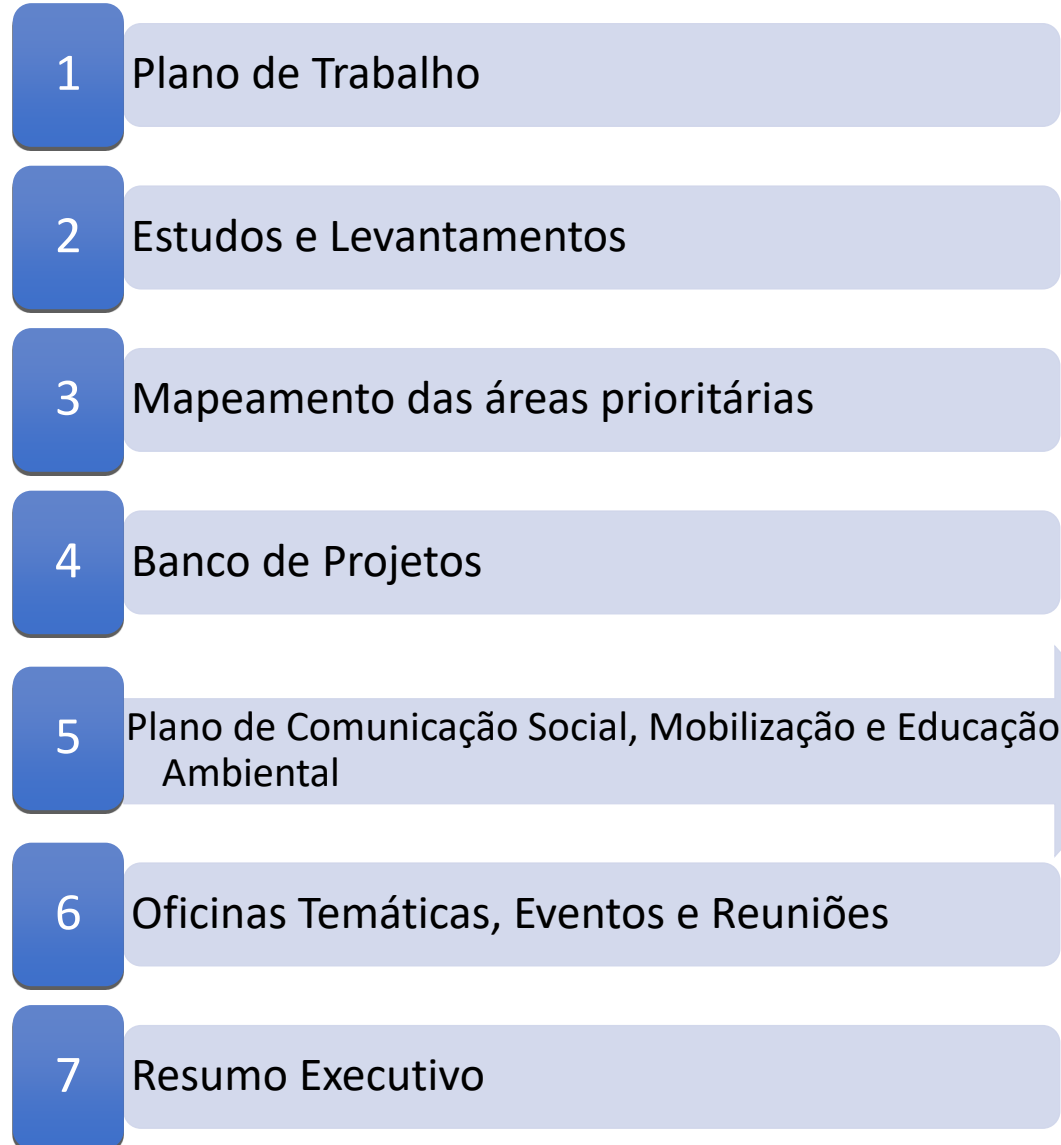 1 Plano de Trabalho
2 Estudos e Levantamentos
3 Mapeamento das áreas prioritárias
4 Banco de Projetos
5 Plano de Comunicação Social, Mobilização e Educação
Ambiental
6 Oficinas Temáticas, Eventos e Reuniões
7 Resumo Executivo